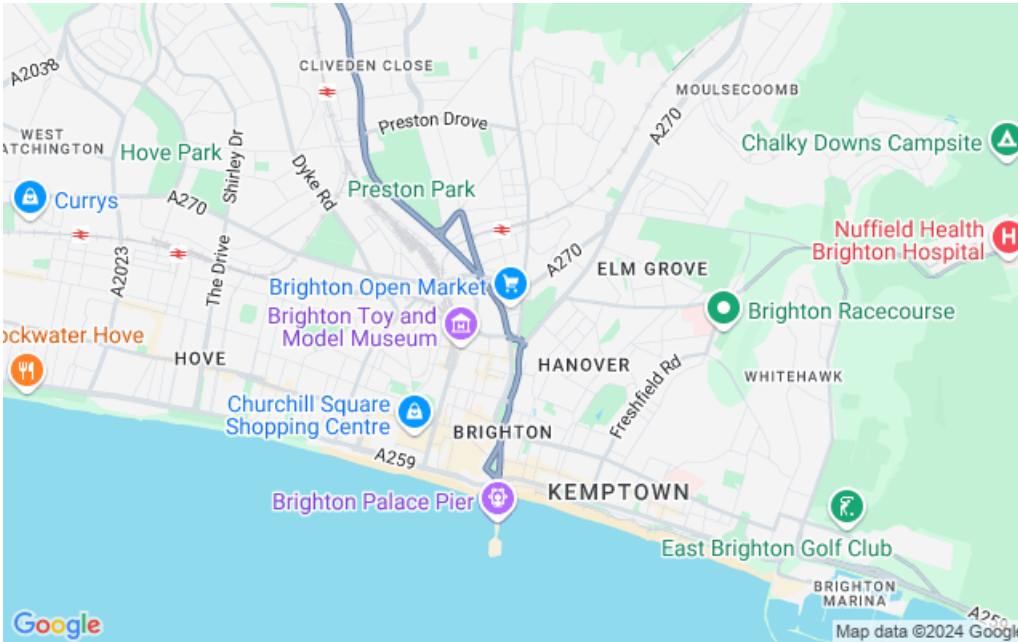 CLIVEDEN CLOSE
A2038
MOULSECOOMB
Preston Drove
A270
WEST
ATCHINGTON
Hove Park
Shirley Dr
Dyke Rd
Chalky Downs Campsite
Preston Park
Currys
A270
Nuffield Health
Brighton Hospital
A2023
The Drive
A270
ELM GROVE
Brighton Open Market
Brighton Toy and
Model Museum
Brighton Racecourse
ockwater Hove
HOVE
HANOVER
Freshfield Rd
WHITEHAWK
Churchill Square
Shopping Centre
BRIGHTON
A259
Brighton Palace Pier
KEMPTOWN
East Brighton Golf Club
BRIGHTON
MARINA
A259
Google
Map data ©2024 Google